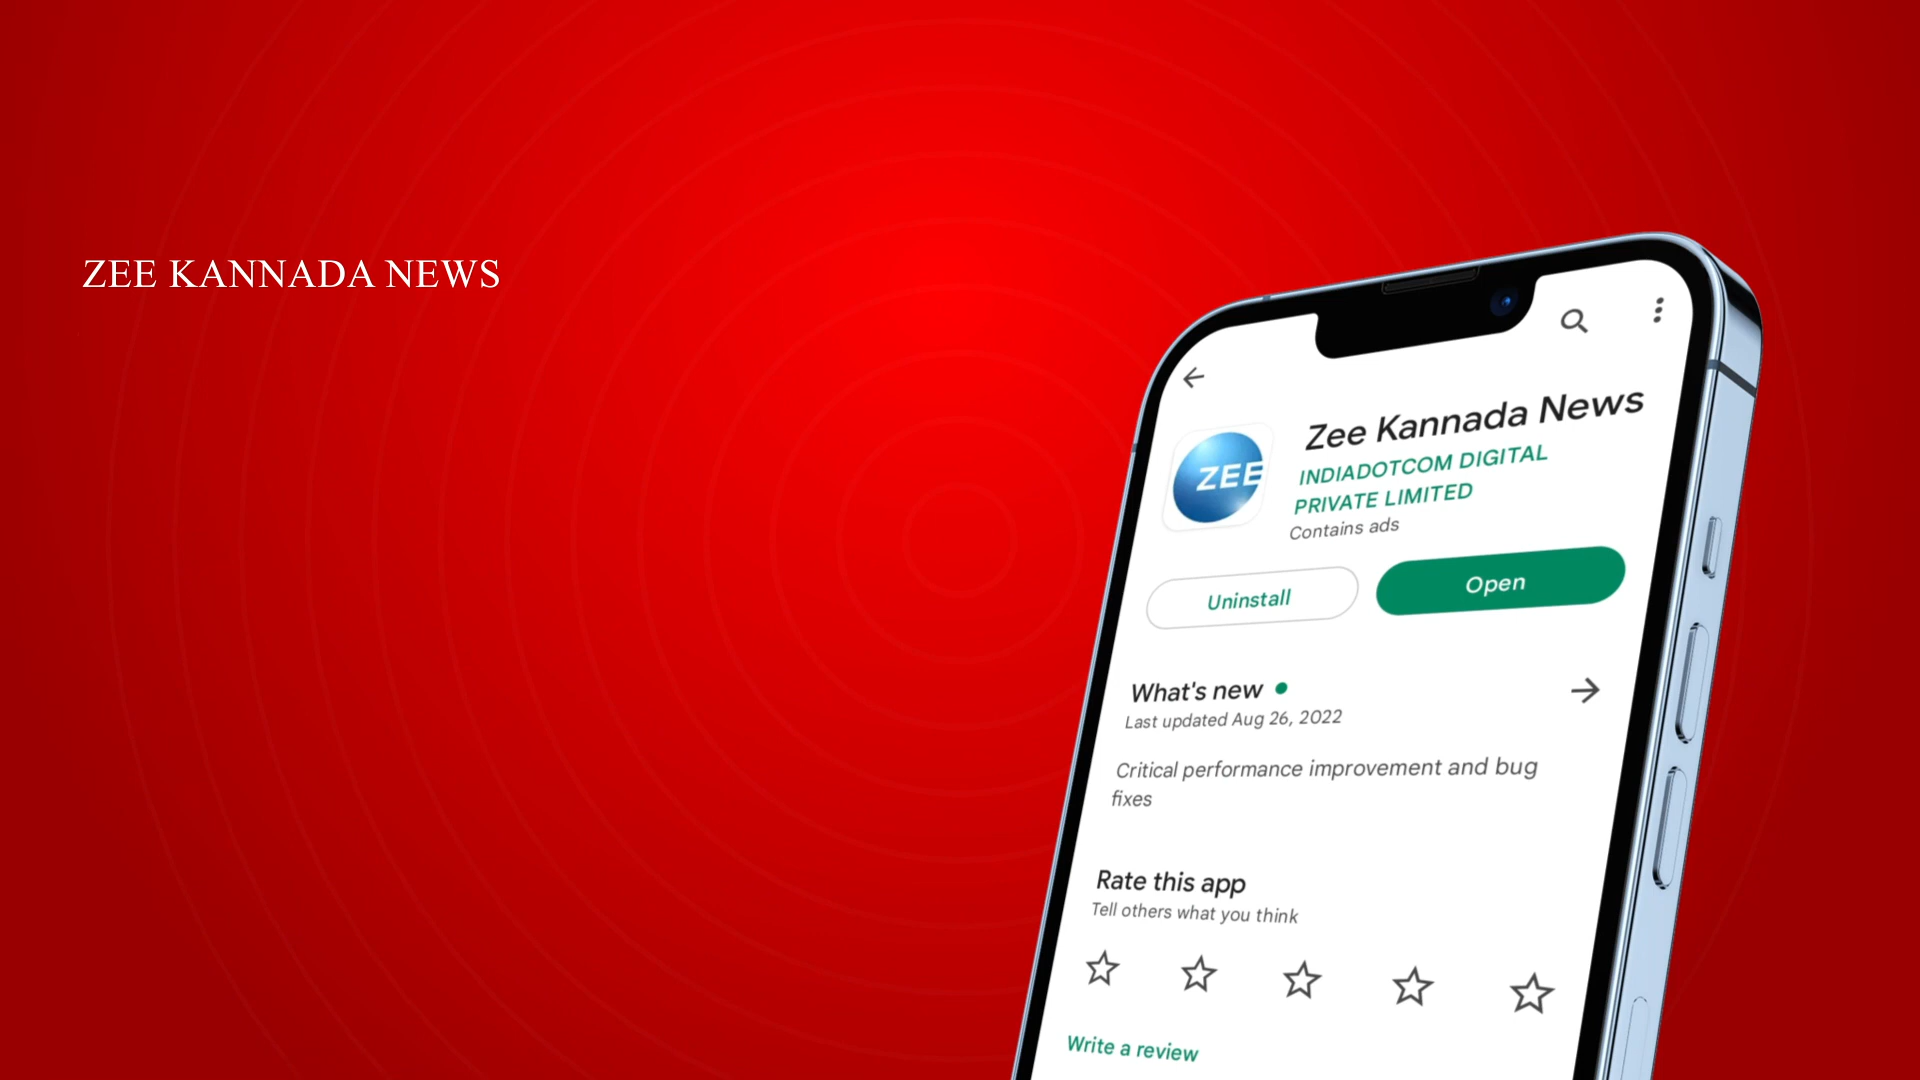 ZEE KANNADA NEWS
ZEE
Zee Kannada News
INDIADOTCOM DIGITAL
PRIVATE LIMITED
Contains ads
Uninstall
Open
What's new
Last updated Aug 26, 2022
Critical performance improvement and bug
fixes
Rate this app
Tell others what you think
Write a review